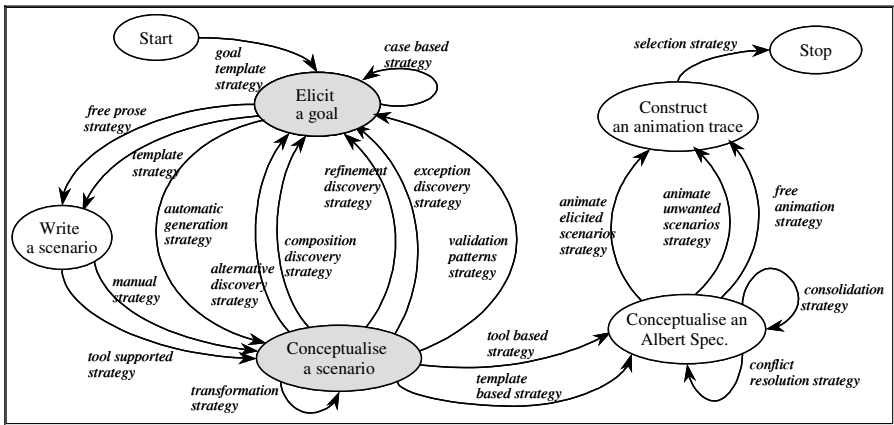 Start
goal
template
strategy
case based
strategy
selection strategy
Stop
Elicit
a goal
Construct
an animation trace
free prose
strategy
template
strategy
refinement
discovery
strategy
exception
discovery
strategy
automatic
generation
strategy
animate
elicited
scenarios
strategy
animate
unwanted
scenarios
strategy
free
animation
strategy
Write
a scenario
alternative
discovery
strategy
composition
discovery
strategy
validation
patterns
strategy
manual
strategy
consolidation
strategy
Conceptualise an
Albert Spec.
tool based
strategy
Conceptualise
a scenario
tool supported
strategy
template
based strategy
conflict
resolution strategy
transformation
strategy